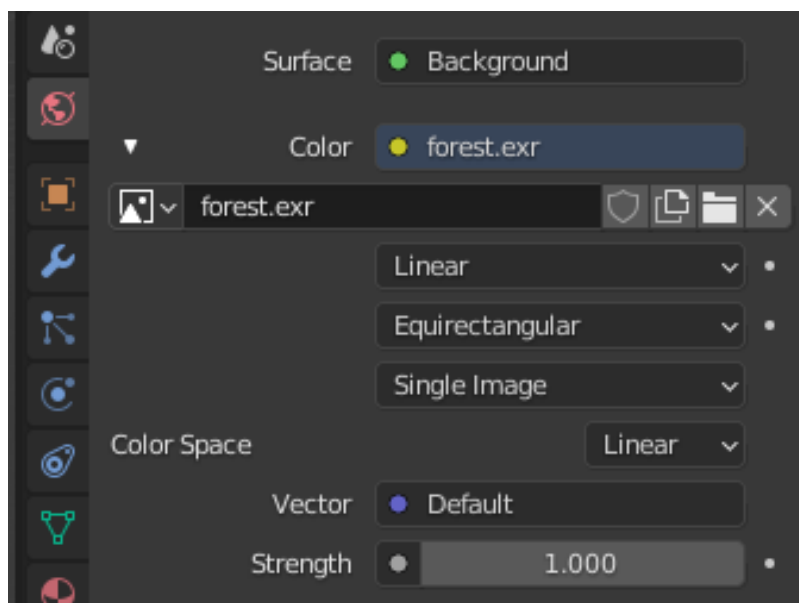 Surface Background
Color forest.exr
forest.exr
Linear
Equirectangular
Single Image
Color Space Linear
Vector Default
Strength 1.000